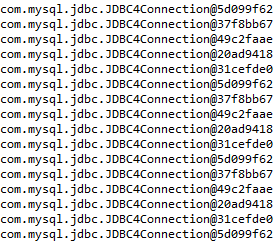 com.mysql.jdbc.JDBC4Connection@5d099f62
com.mysql.jdbc.JDBC4Connection@37f8bb67
com.mysql.jdbc.JDBC4Connection@49c2faae
com.mysql.jdbc.JDBC4Connection@20ad9418
com.mysql.jdbc.JDBC4Connection@31cefde0
com.mysql.jdbc.JDBC4Connection@5d099f62
com.mysql.jdbc.JDBC4Connection@37f8bb67
com.mysql.jdbc.JDBC4Connection@49c2faae
com.mysql.jdbc.JDBC4Connection@20ad9418
com.mysql.jdbc.JDBC4Connection@31cefde0
com.mysql.jdbc.JDBC4Connection@5d099f62
com.mysql.jdbc.JDBC4Connection@37f8bb67
com.mysql.jdbc.JDBC4Connection@49c2faae
com.mysql.jdbc.JDBC4Connection@20ad9418
com.mysql.jdbc.JDBC4Connection@31cefde0
com.mysql.jdbc.JDBC4Connection@5d099f62